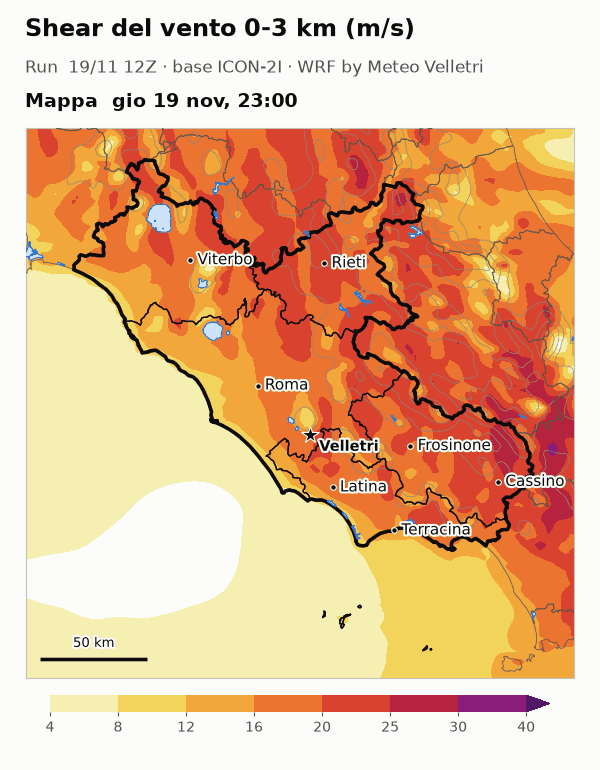 Shear del vento 0-3 km (m/s)
Run  19/11 12Z · base ICON-2I · WRF by Meteo Velletri
Mappa  gio 19 nov, 23:00
Viterbo
Rieti
Roma
Velletri
Frosinone
Latina
Cassino
Terracina
50 km
4 8 12 16 20 25 30 40